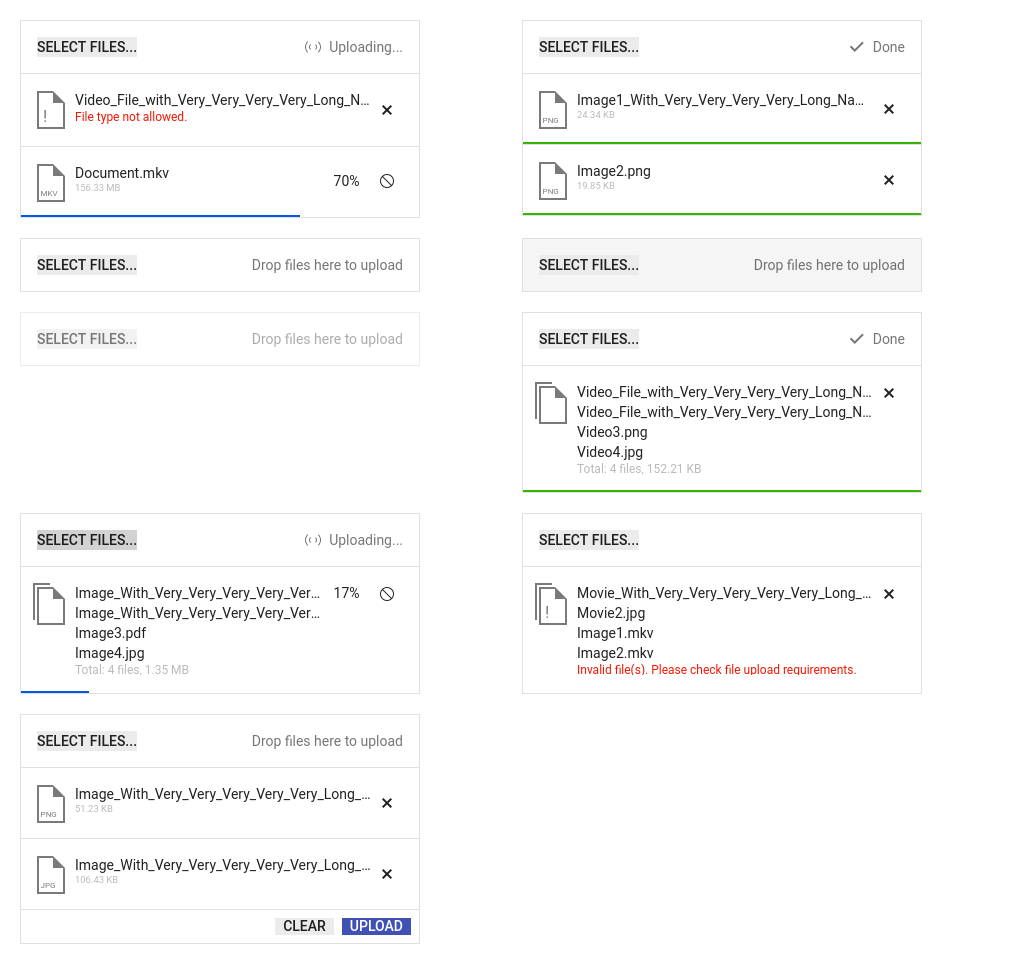 SELECT FILES...
Uploading...
Video_File_with_Very_Very_Very_Very_Long_N...
File type not allowed.
!
Document.mkv
MKV
156.33 MB
70%
SELECT FILES...
Done
Image1_With_Very_Very_Very_Very_Long_Na...
PNG
24.34 KB
Image2.png
PNG
19.85 KB
SELECT FILES...
Drop files here to upload
SELECT FILES...
Drop files here to upload
SELECT FILES...
Drop files here to upload
SELECT FILES...
Done
Video_File_with_Very_Very_Very_Very_Long_N...
Video_File_with_Very_Very_Very_Very_Long_N...
Video3.png
Video4.jpg
Total: 4 files, 152.21 KB
SELECT FILES...
Uploading...
Image_With_Very_Very_Very_Very_Ver...
17%
Image_With_Very_Very_Very_Very_Ver...
Image3.pdf
Image4.jpg
Total: 4 files, 1.35 MB
SELECT FILES...
Movie_With_Very_Very_Very_Very_Very_Long_...
!
Movie2.jpg
Image1.mkv
Image2.mkv
Invalid file(s). Please check file upload requirements.
SELECT FILES...
Drop files here to upload
Image_With_Very_Very_Very_Very_Very_Long_...
PNG
51.23 KB
Image_With_Very_Very_Very_Very_Very_Long_...
JPG
106.43 KB
CLEAR
UPLOAD